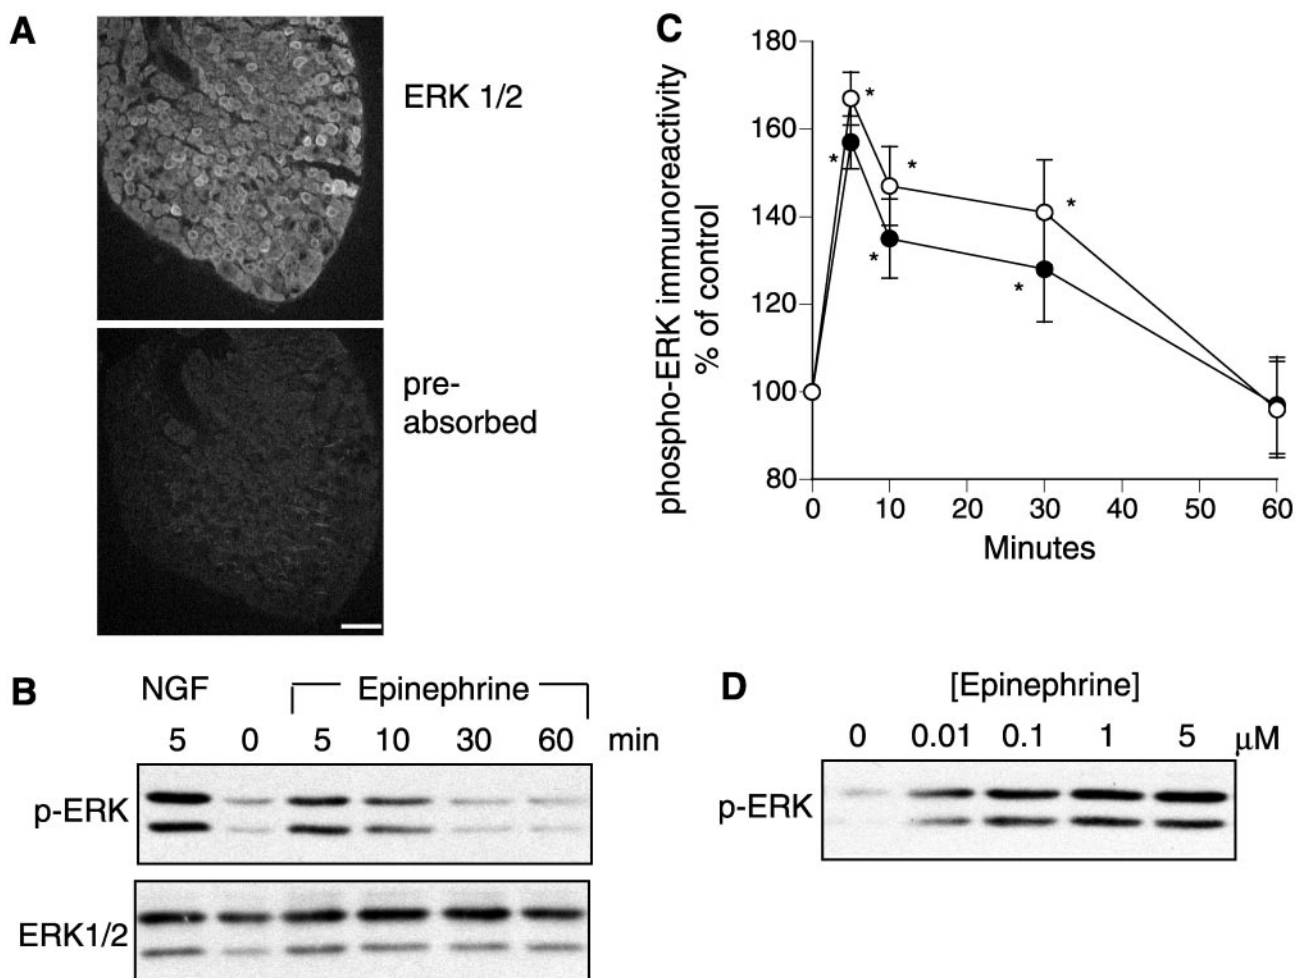 A
ERK 1/2
pre-
absorbed
B
NGF
Epinephrine
5 0 5 10 30 60 min
p-ERK
ERK1/2
C
phospho-ERK immunoreactivity
% of control
180
160
140
120
100
80
*
*
*
*
*
*
0 10 20 30 40 50 60
Minutes
D
[Epinephrine]
0 0.01 0.1 1 5 μM
p-ERK